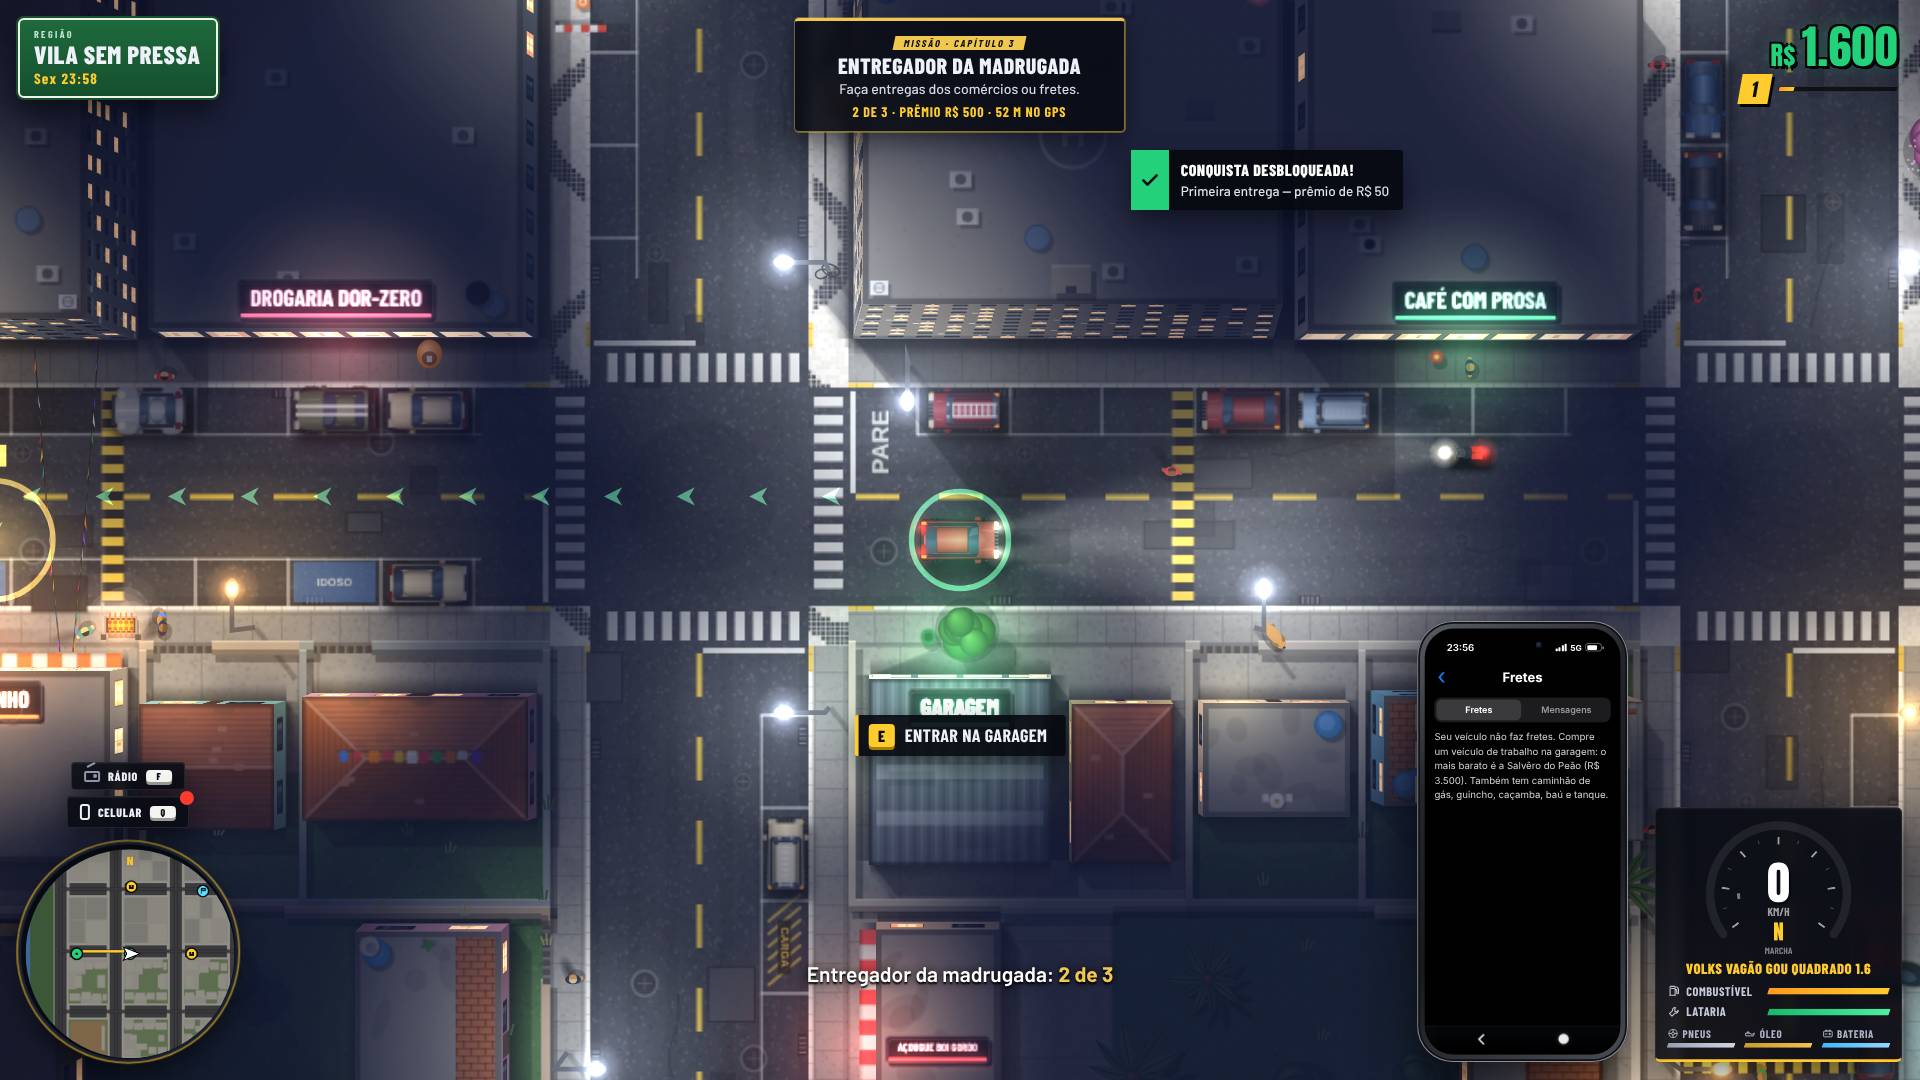 REGIÃO
VILA SEM PRESSA
Sex 23:58
MISSÃO · CAPÍTULO 3
ENTREGADOR DA MADRUGADA
Faça entregas dos comércios ou fretes.
2 DE 3 · PRÊMIO R$ 500 · 52 M NO GPS
R$ 1.600
1
CONQUISTA DESBLOQUEADA!
Primeira entrega — prêmio de R$ 50
DROGARIA DOR-ZERO
CAFÉ COM PROSA
PARE
IDOSO
NHO
GARAGEM
E ENTRAR NA GARAGEM
RÁDIO F
CELULAR Q
N
CARGA
Entregador da madrugada: 2 de 3
AÇOUGUE BOI GORDO
23:56
5G
Fretes
Fretes
Mensagens
Seu veículo não faz fretes. Compre
um veículo de trabalho na garagem: o
mais barato é a Salvêro do Peão (R$
3.500). Também tem caminhão de
gás, guincho, caçamba, baú e tanque.
0
KM/H
N
MARCHA
VOLKS VAGÃO GOU QUADRADO 1.6
COMBUSTÍVEL
LATARIA
PNEUS
ÓLEO
BATERIA